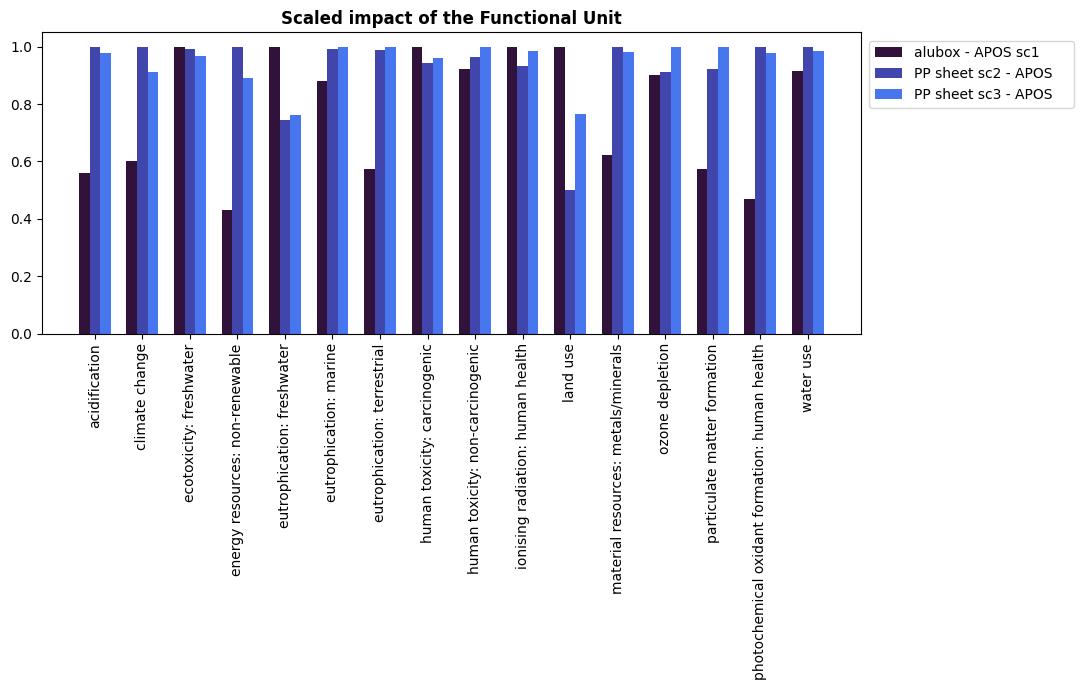 Scaled impact of the Functional Unit
1.0
0.8
0.6
0.4
0.2
0.0
alubox - APOS sc1
PP sheet sc2 - APOS
PP sheet sc3 - APOS
acidification
climate change
ecotoxicity: freshwater
energy resources: non-renewable
eutrophication: freshwater
eutrophication: marine
eutrophication: terrestrial
human toxicity: carcinogenic
human toxicity: non-carcinogenic
ionising radiation: human health
land use
material resources: metals/minerals
ozone depletion
particulate matter formation
photochemical oxidant formation: human health
water use